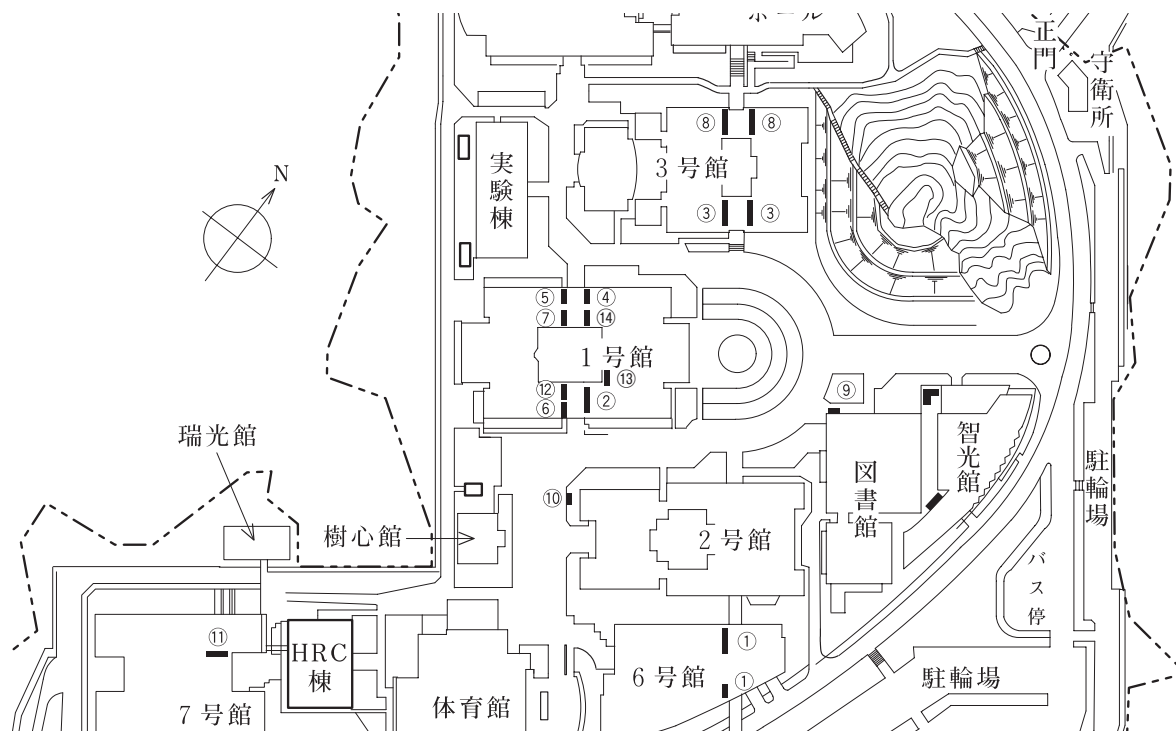 ホール
正門
守衛所
N
実験棟
⑧
⑧
3号館
③
③
⑤
④
⑦
⑭
1号館
⑬
⑫
②
⑥
⑨
瑞光館
智光館
図書館
駐輪場
⑩
樹心館
2号館
バス停
⑪
HRC
棟
①
6号館
①
駐輪場
7号館
体育館